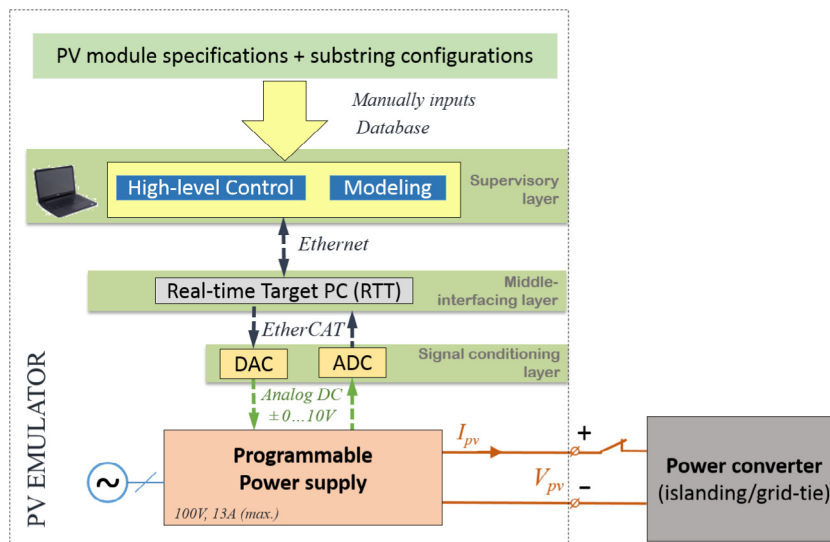 PV module specifications + substring configurations
Manually inputs
Database
High-level Control
Modeling
Supervisory
layer
Ethernet
Real-time Target PC (RTT)
Middle-
interfacing layer
EtherCAT
DAC
ADC
Signal conditioning
layer
Analog DC
±0...10V
PV EMULATOR
Programmable
Power supply
100V, 13A (max.)
~
I_pv
+
V_pv
−
Power converter
(islanding/grid-tie)